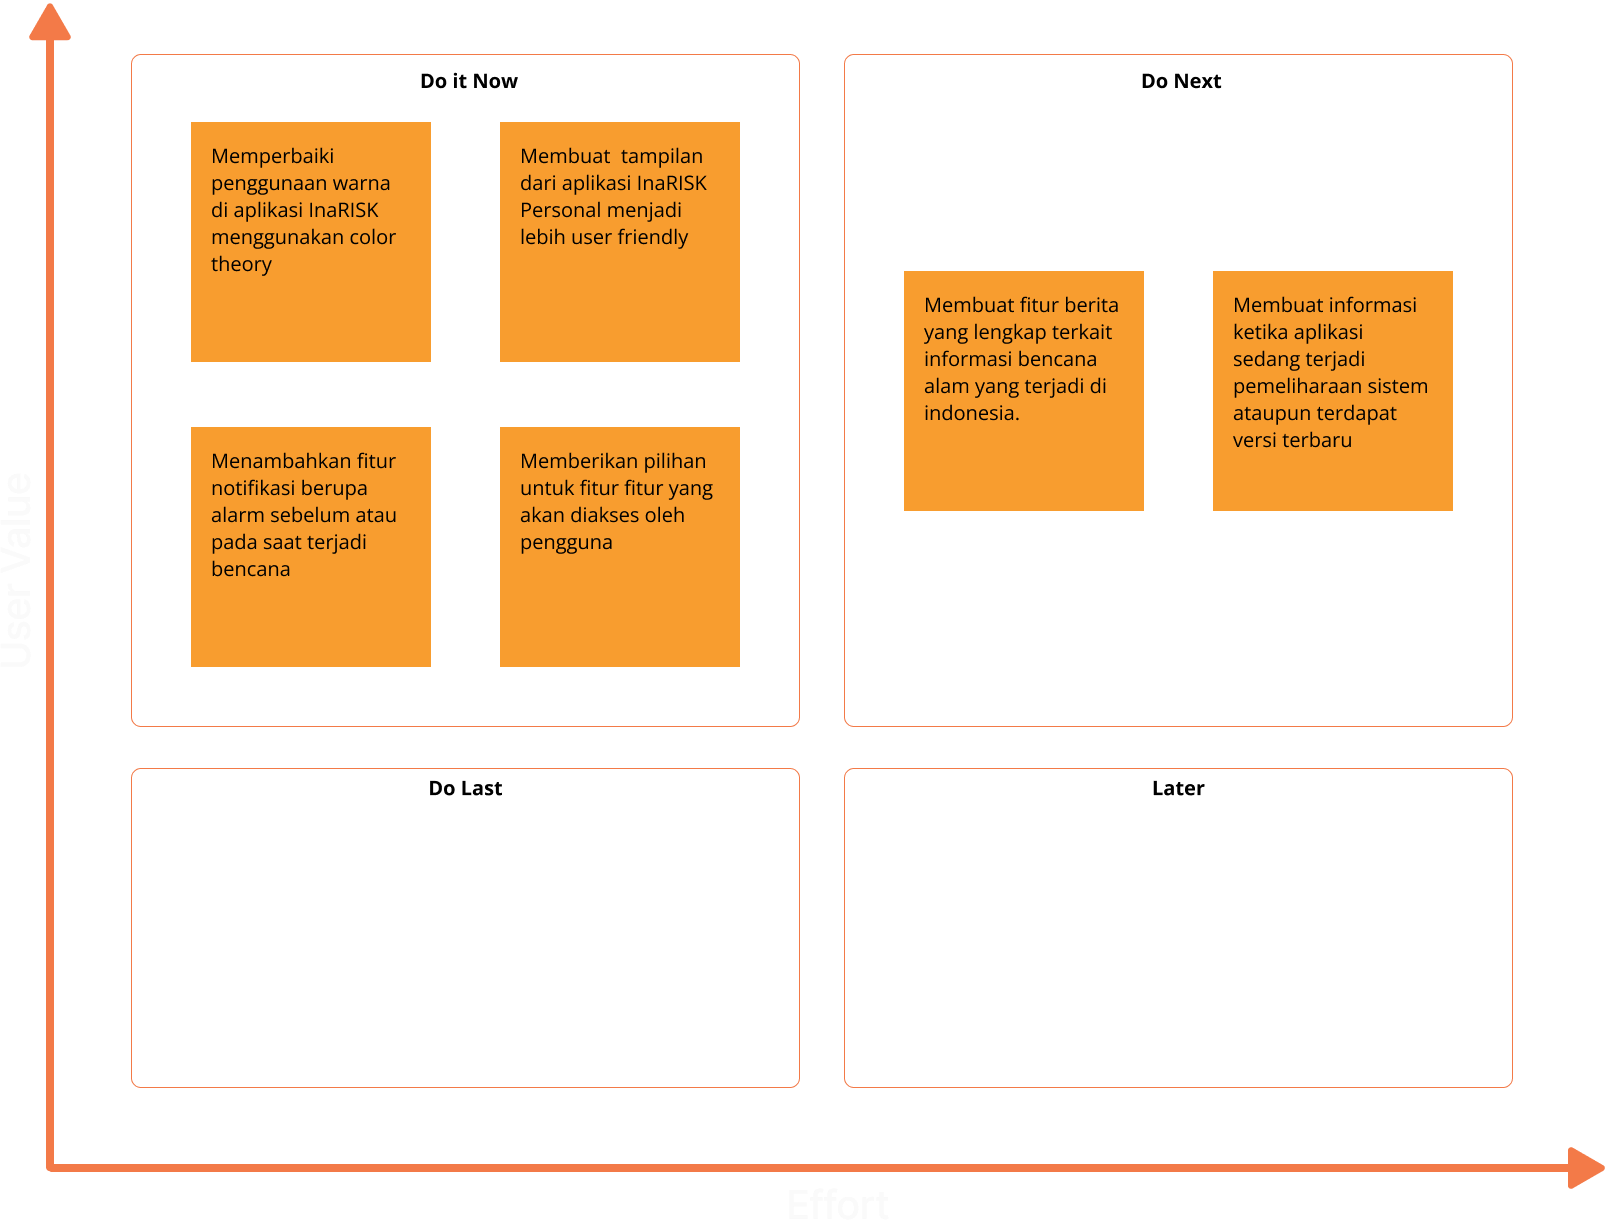 Do it Now
Memperbaiki
penggunaan warna
di aplikasi InaRISK
menggunakan color
theory
Membuat  tampilan
dari aplikasi InaRISK
Personal menjadi
lebih user friendly
Menambahkan fitur
notifikasi berupa
alarm sebelum atau
pada saat terjadi
bencana
Memberikan pilihan
untuk fitur fitur yang
akan diakses oleh
pengguna
Do Next
Membuat fitur berita
yang lengkap terkait
informasi bencana
alam yang terjadi di
indonesia.
Membuat informasi
ketika aplikasi
sedang terjadi
pemeliharaan sistem
ataupun terdapat
versi terbaru
Do Last
Later
User Value
Effort